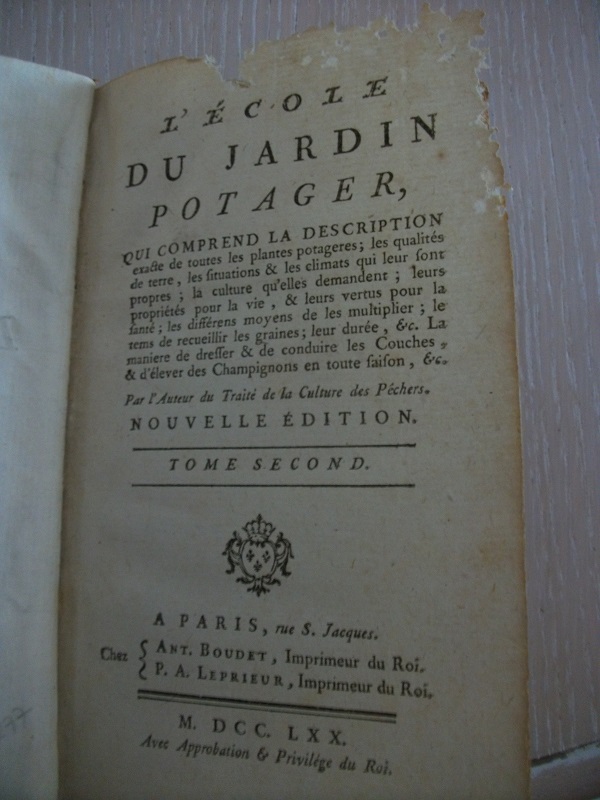 L'ÉCOLE
DU JARDIN
POTAGER,
QUI COMPREND LA DESCRIPTION
exacte de toutes les plantes potageres; les qualités
de terre, les situations & les climats qui leur sont
propres; la culture qu'elles demandent; leurs
propriétés pour la vie, & leurs vertus pour la
santé; les différens moyens de les multiplier; le
tems de recueillir les graines; leur durée, &c. La
maniere de dresser & de conduire les Couches,
& d'élever des Champignons en toute saison, &c.
Par l'Auteur du Traité de la Culture des Pêchers.
NOUVELLE ÉDITION.
TOME SECOND.
A PARIS, rue S. Jacques.
Chez { ANT. BOUDET, Imprimeur du Roi.
P. A. LEPRIEUR, Imprimeur du Roi.
M. DCC. LXX.
Avec Approbation & Privilége du Roi.